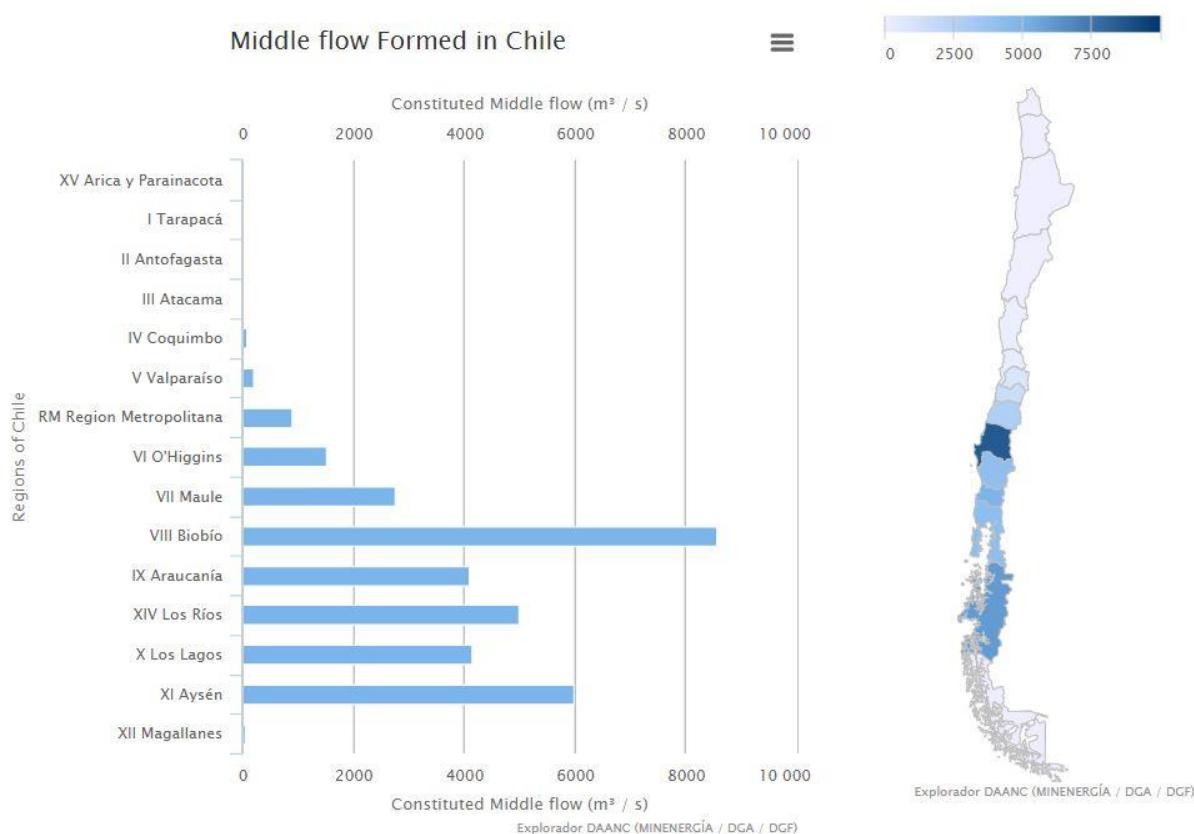 Middle flow Formed in Chile
Constituted Middle flow (m³ / s)
0 2000 4000 6000 8000 10 000
Regions of Chile
XV Arica y Parainacota
I Tarapacá
II Antofagasta
III Atacama
IV Coquimbo
V Valparaíso
RM Region Metropolitana
VI O'Higgins
VII Maule
VIII Biobío
IX Araucanía
XIV Los Ríos
X Los Lagos
XI Aysén
XII Magallanes
0 2000 4000 6000 8000 10 000
Constituted Middle flow (m³ / s)
Explorador DAANC (MINENERGÍA / DGA / DGF)
0 2500 5000 7500
Explorador DAANC (MINENERGÍA / DGA / DGF)